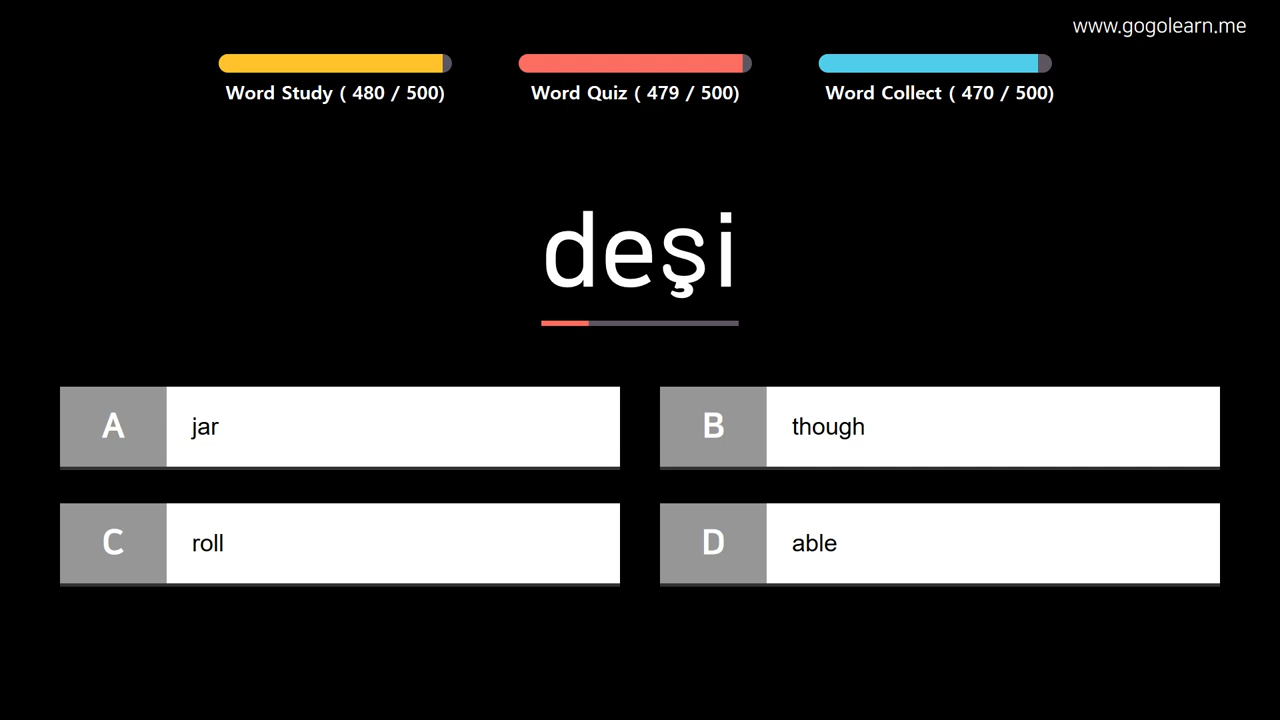 www.gogolearn.me
Word Study ( 480 / 500)
Word Quiz ( 479 / 500)
Word Collect ( 470 / 500)
deşi
A
jar
B
though
C
roll
D
able